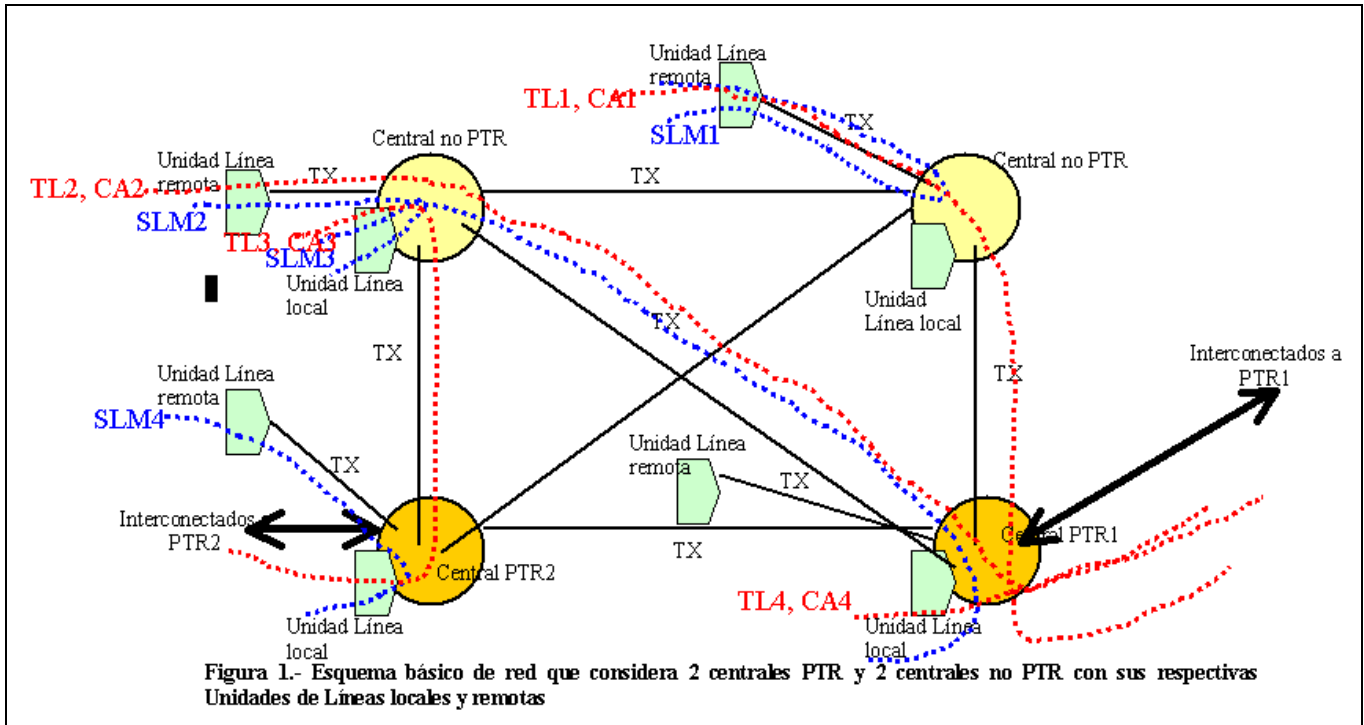 Unidad Línea
remota
TL1, CA1
SLM1
TX
Central no PTR
Central no PTR
Unidad Línea
remota
TX
TX
TL2, CA2
SLM2
TL3, CA3
SLM3
Unidad Línea
local
Unidad
Línea local
TX
TX
TX
Interconectados a
PTR1
Unidad Línea
remota
SLM4
TX
Unidad Línea
remota
TX
Interconectados a
PTR2
Central PTR2
TX
Central PTR1
TL4, CA4
Unidad Línea
local
Unidad Línea
local
Figura 1.- Esquema básico de red que considera 2 centrales PTR y 2 centrales no PTR con sus respectivas
Unidades de Líneas locales y remotas